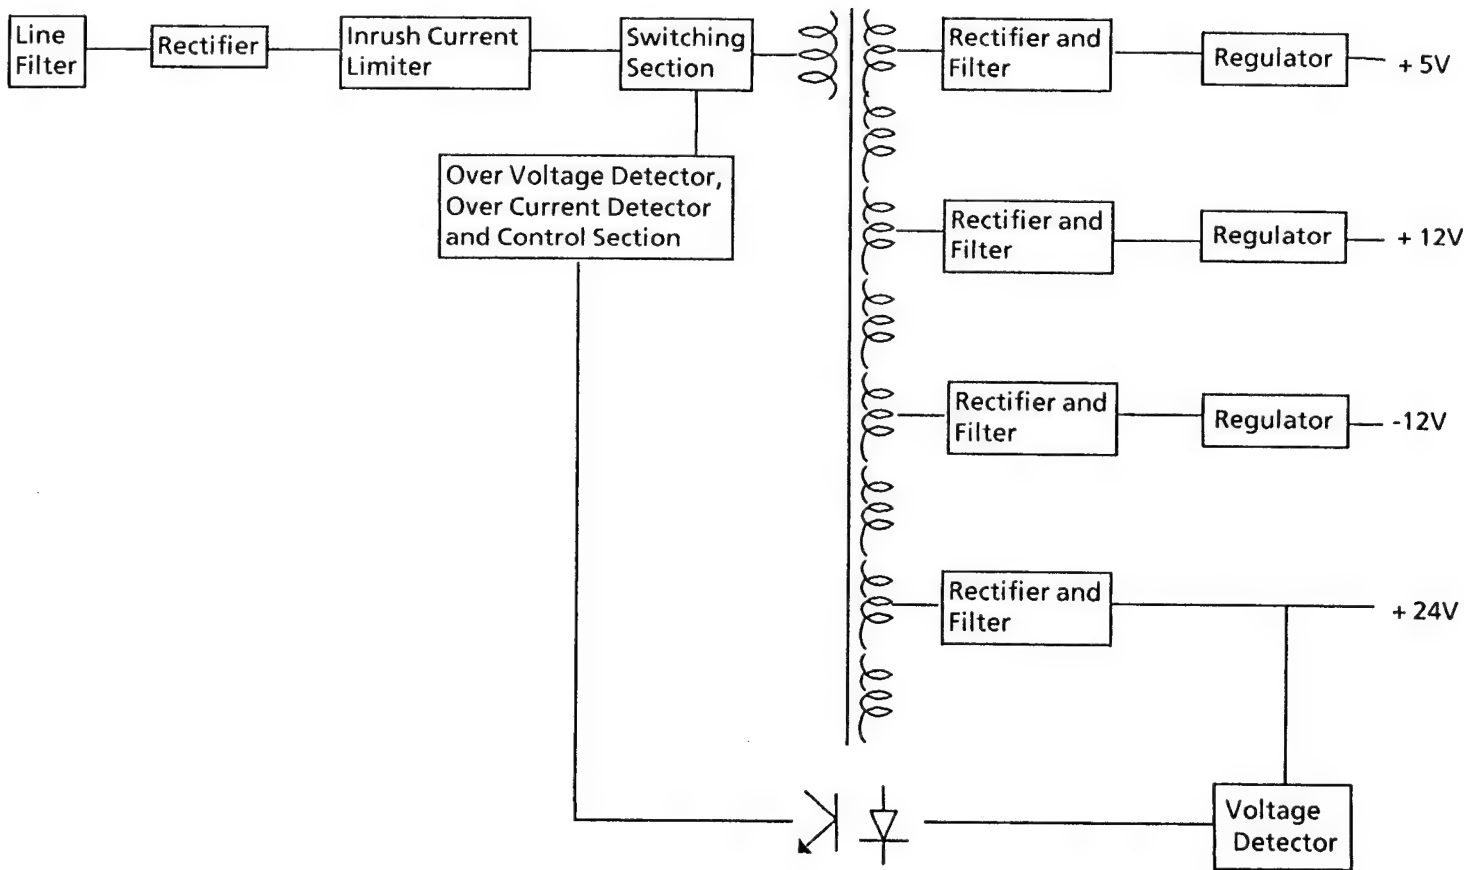 Line
Filter
Rectifier
Inrush Current
Limiter
Switching
Section
Rectifier and
Filter
Regulator
+ 5V
Over Voltage Detector,
Over Current Detector
and Control Section
Rectifier and
Filter
Regulator
+ 12V
Rectifier and
Filter
Regulator
-12V
Rectifier and
Filter
+ 24V
Voltage
Detector